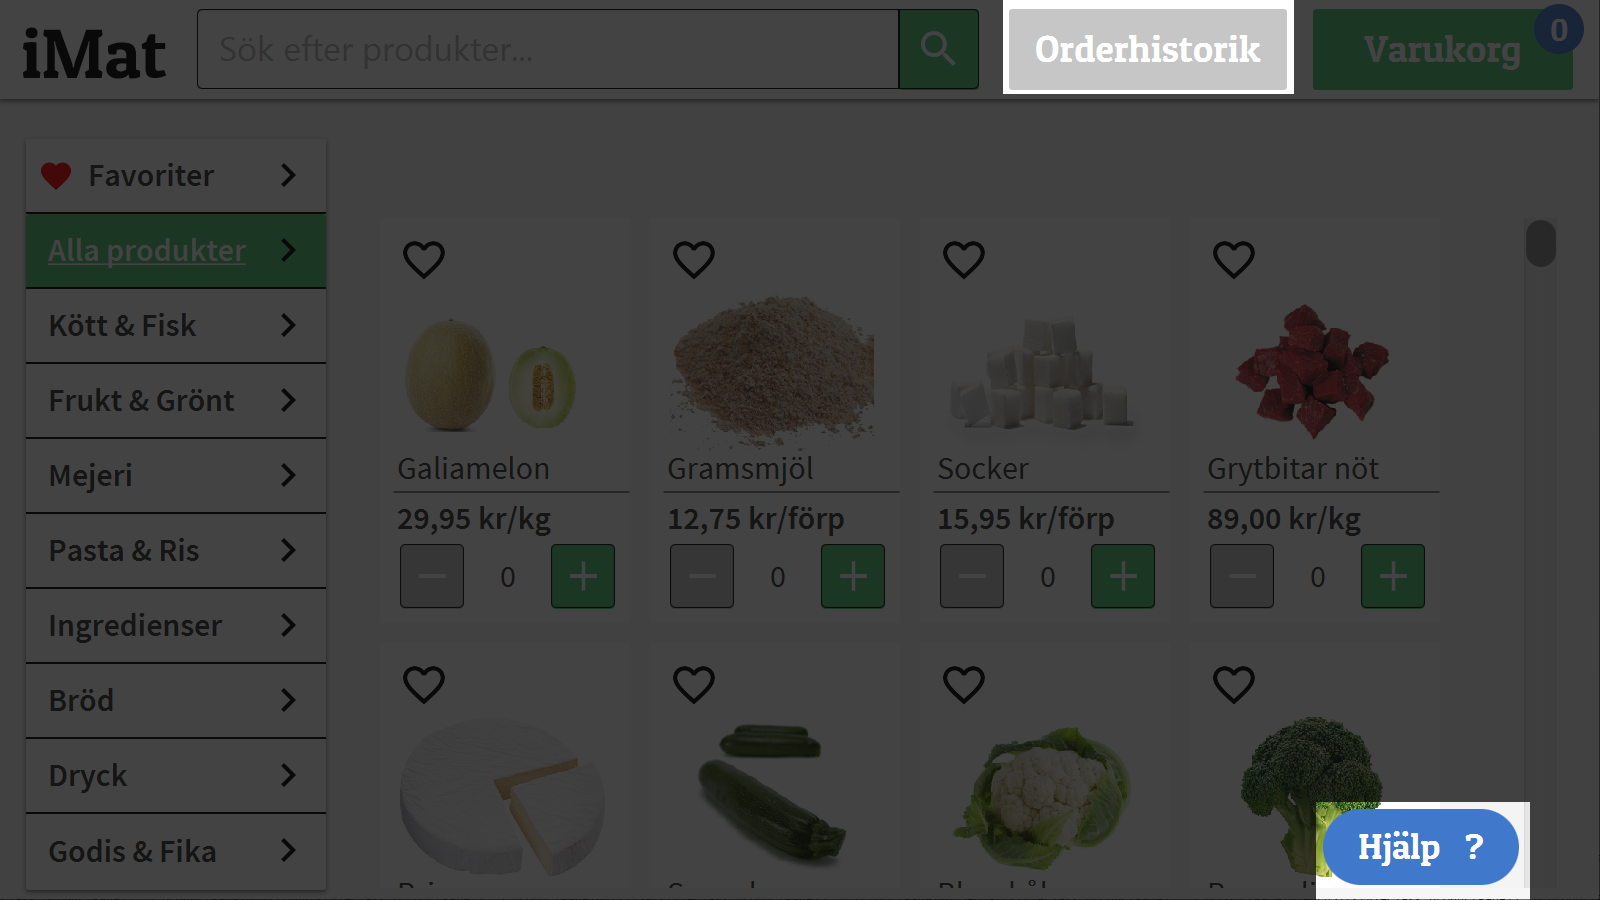 iMat
Sök efter produkter...
Orderhistorik
Varukorg
0
Favoriter
Alla produkter
Kött & Fisk
Frukt & Grönt
Mejeri
Pasta & Ris
Ingredienser
Bröd
Dryck
Godis & Fika
Galiamelon
29,95 kr/kg
0
Gramsmjöl
12,75 kr/förp
0
Socker
15,95 kr/förp
0
Grytbitar nöt
89,00 kr/kg
0
Hjälp ?